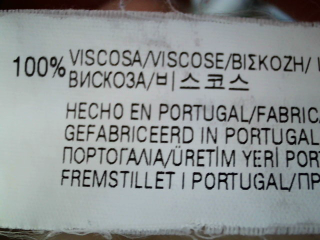 100% VISCOSA/VISCOSE/ΒΙΣΚΟΖΗ/
ВИСКОЗА/비스코스
HECHO EN PORTUGAL/FABRICA
GEFABRICEERD IN PORTUGAL
ΠΟΡΤΟΓΑΛΙΑ/ÜRETİM YERİ POR
FREMSTILLET I PORTUGAL/ПР